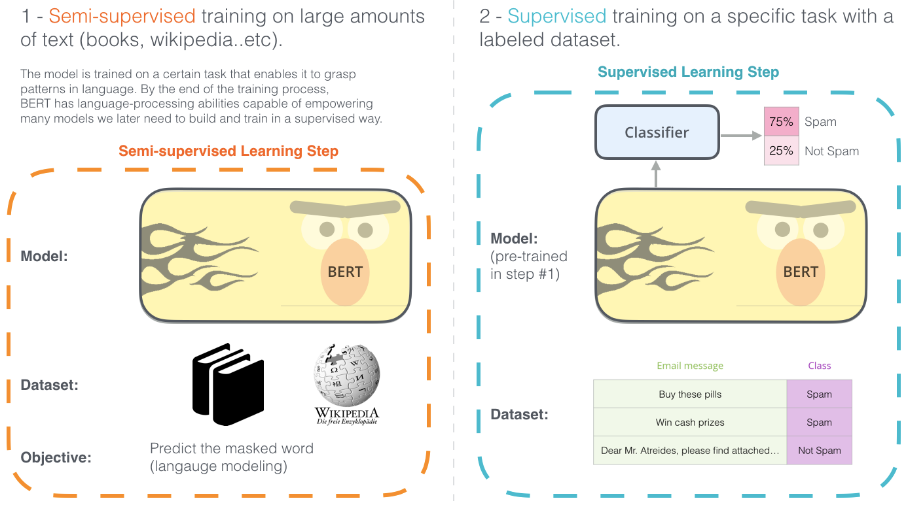 1 - Semi-supervised training on large amounts
of text (books, wikipedia..etc).
The model is trained on a certain task that enables it to grasp
patterns in language. By the end of the training process,
BERT has language-processing abilities capable of empowering
many models we later need to build and train in a supervised way.
Semi-supervised Learning Step
Model:
BERT
Dataset:
WIKIPEDIA
Die freie Enzyklopädie
Objective:
Predict the masked word
(langauge modeling)
2 - Supervised training on a specific task with a
labeled dataset.
Supervised Learning Step
Classifier
75% Spam
25% Not Spam
Model:
(pre-trained
in step #1)
BERT
Dataset:
Email message Class
Buy these pills Spam
Win cash prizes Spam
Dear Mr. Atreides, please find attached... Not Spam